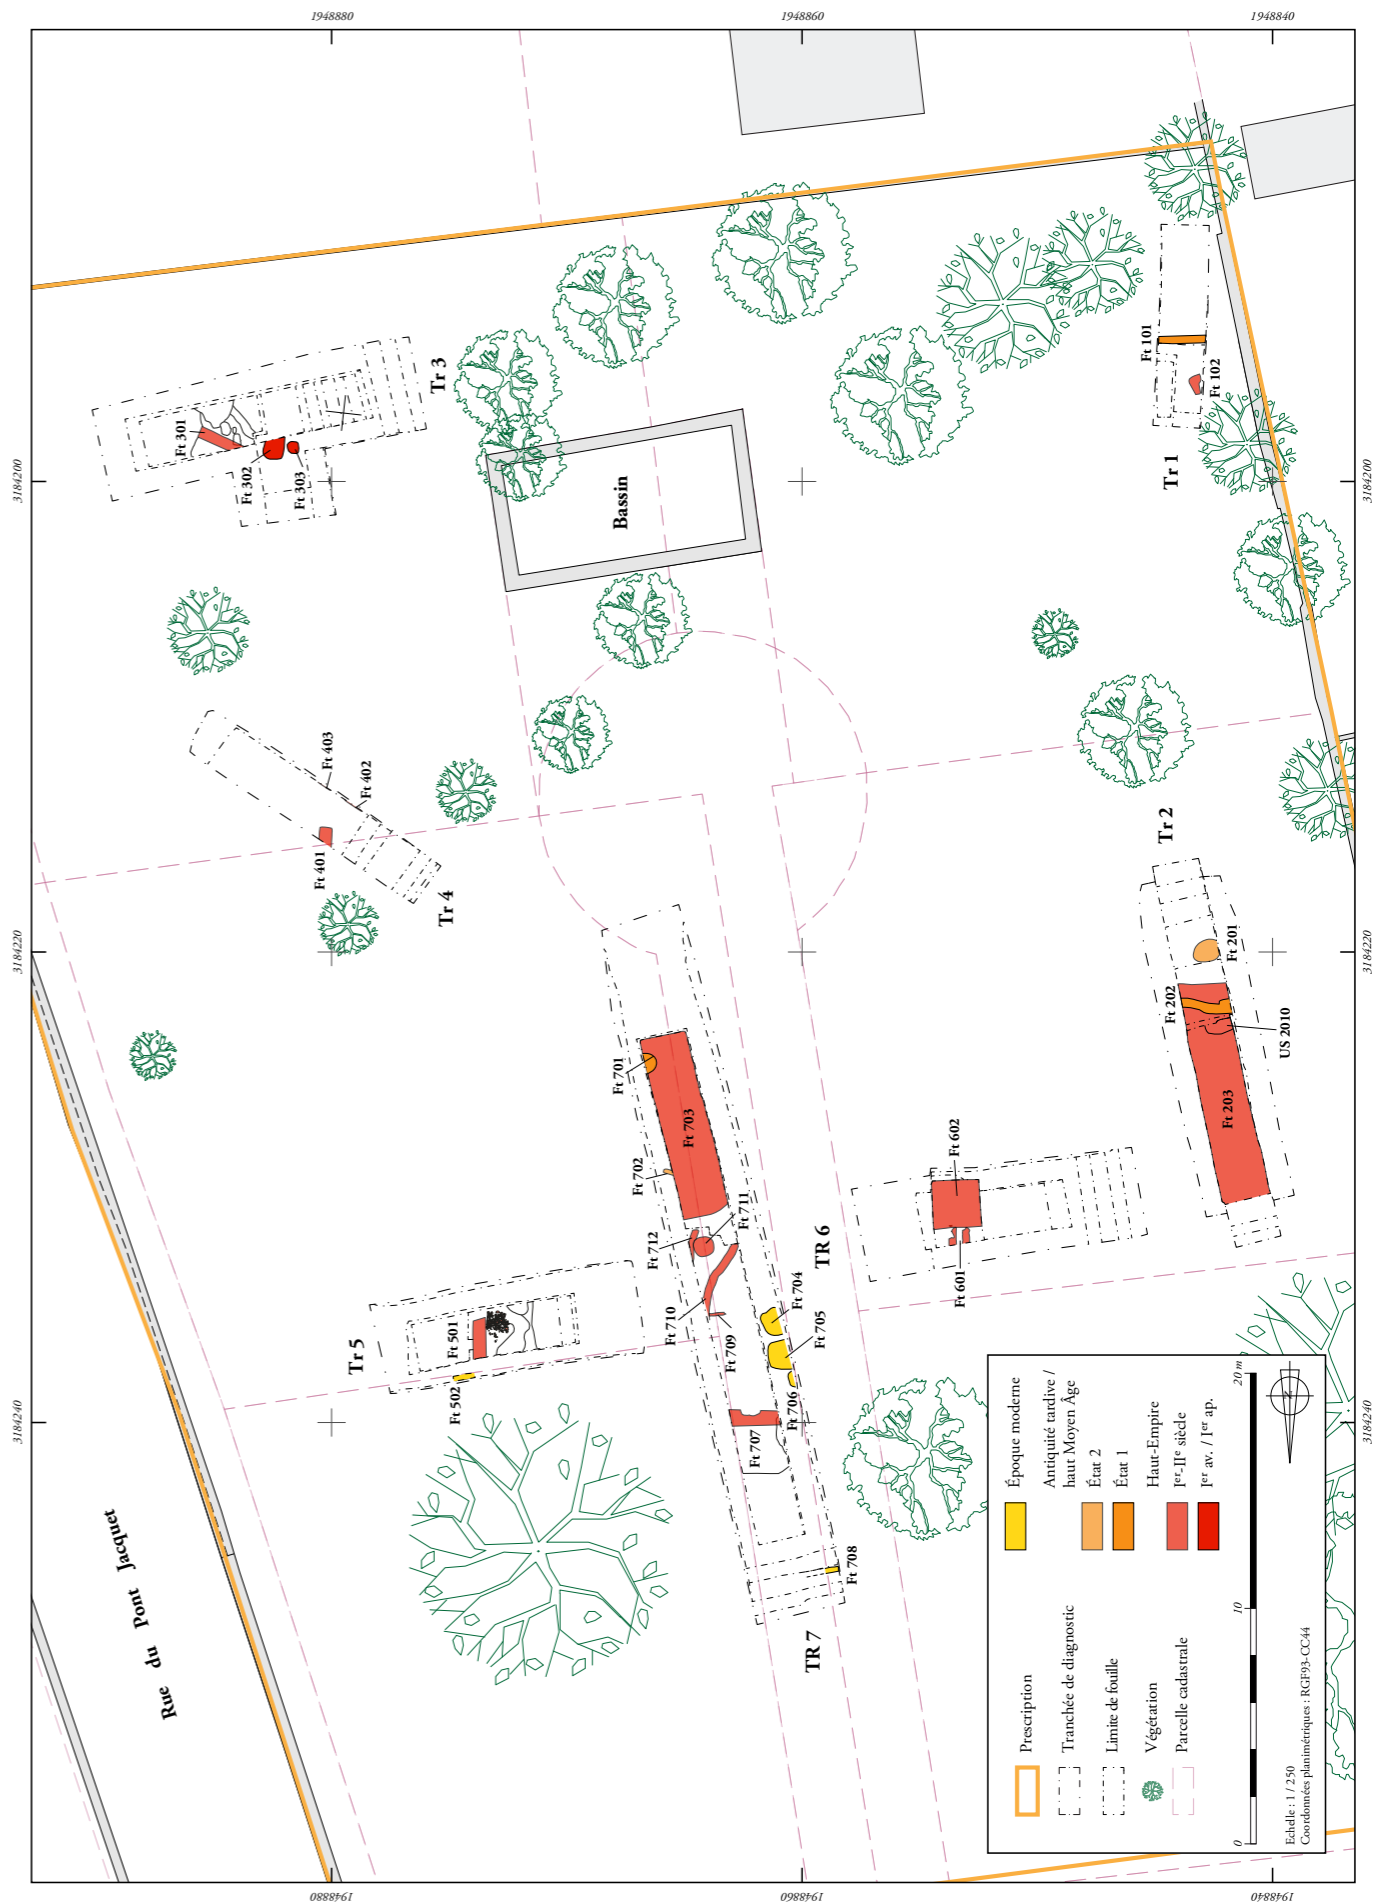 1948880
1948860
1948840
3184200
3184200
3184220
3184220
3184240
3184240
1948880
1948860
1948840
Rue du Pont Jacquet
Bassin
Tr 3
Ft 301
Ft 302
Ft 303
Tr 1
Ft 101
Ft 102
Tr 4
Ft 401
Ft 402
Ft 403
Tr 2
Ft 201
Ft 202
Ft 203
US 2010
Tr 5
Ft 501
Ft 502
TR 6
Ft 601
Ft 602
TR 7
Ft 701
Ft 702
Ft 703
Ft 704
Ft 705
Ft 706
Ft 707
Ft 708
Ft 709
Ft 710
Ft 711
Ft 712
Prescription
Tranchée de diagnostic
Limite de fouille
Végétation
Parcelle cadastrale
Époque moderne
Antiquité tardive /
haut Moyen Âge
État 2
État 1
Haut-Empire
Ier-IIe siècle
Ier av. / Ier ap.
0
10
20 m
N
Echelle : 1 / 250
Coordonnées planimétriques : RGF93-CC44